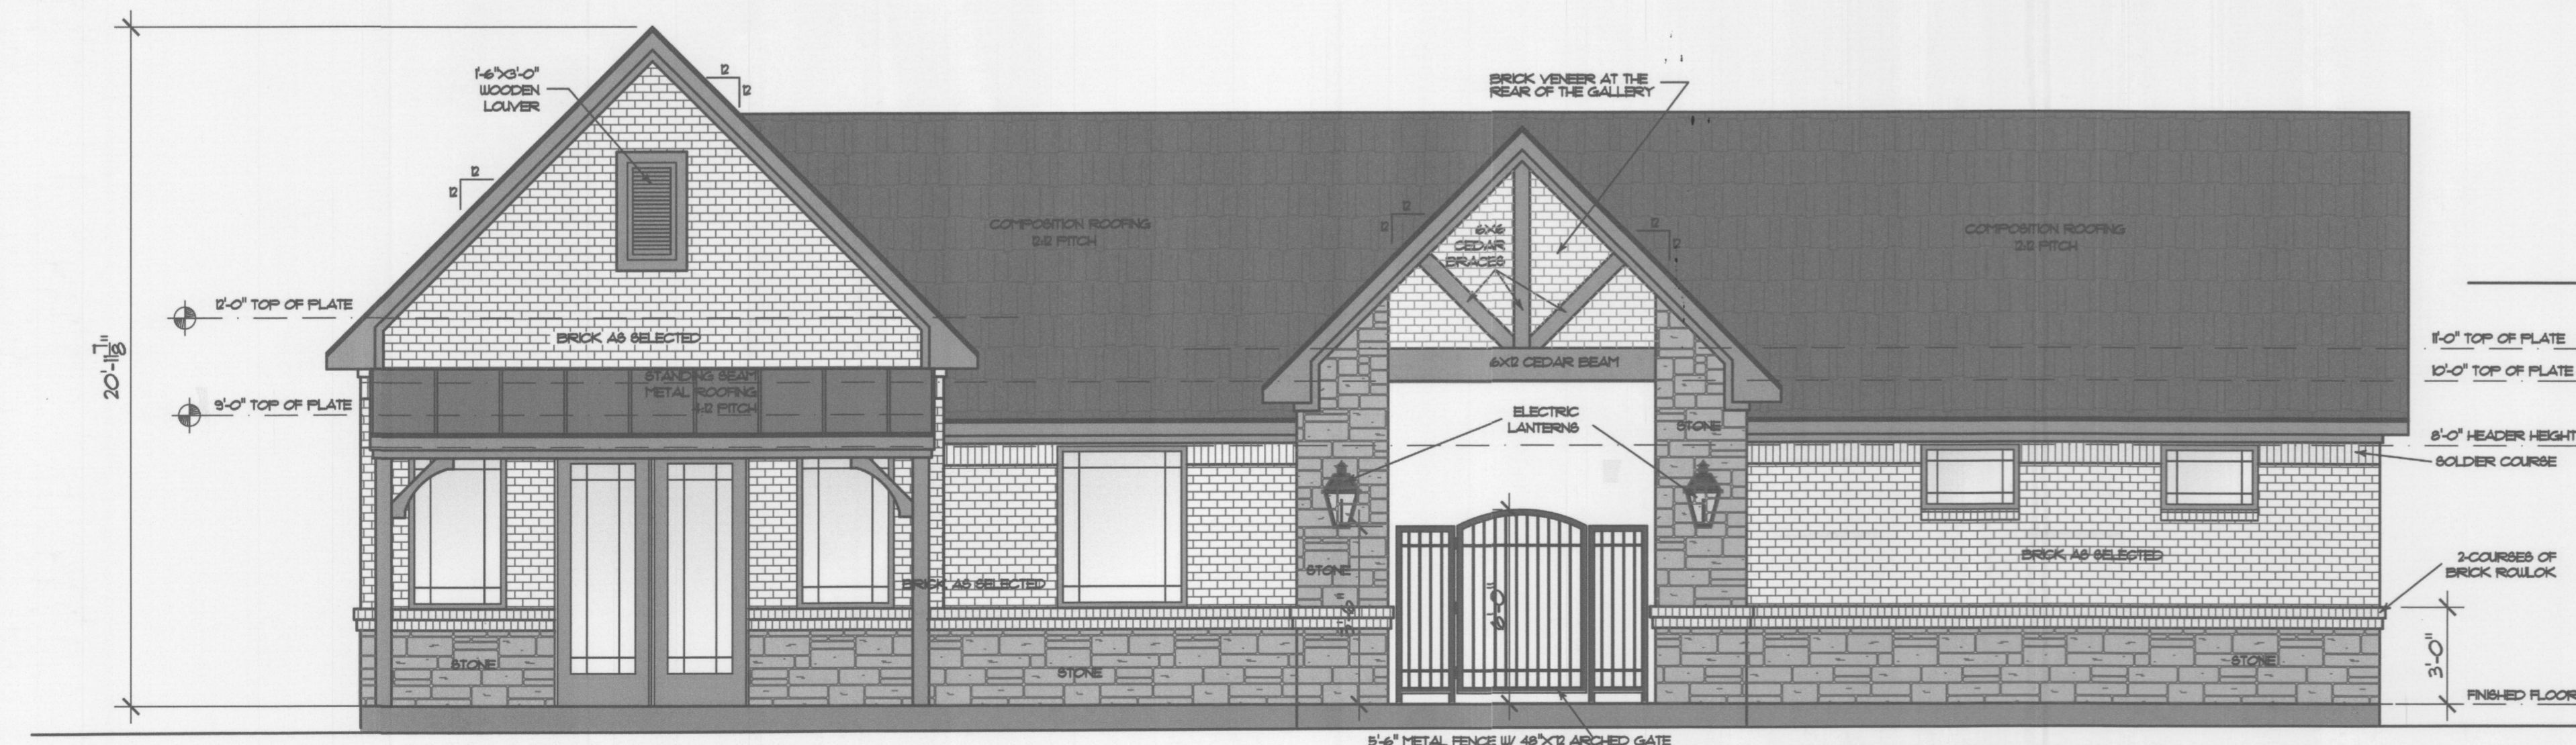 1'-6"X3'-0"
WOODEN
LOUVER
12
12
12
12
BRICK VENEER AT THE
REAR OF THE GALLERY
COMPOSITION ROOFING
12:12 PITCH
12
12
6X6
CEDAR
BRACES
12
12
COMPOSITION ROOFING
12:12 PITCH
12'-0" TOP OF PLATE
BRICK AS SELECTED
20'-11 7/8"
6X12 CEDAR BEAM
11'-0" TOP OF PLATE
10'-0" TOP OF PLATE
STANDING SEAM
METAL ROOFING
4:12 PITCH
9'-0" TOP OF PLATE
ELECTRIC
LANTERNS
STONE
8'-0" HEADER HEIGHT
SOLDIER COURSE
STONE
BRICK AS SELECTED
BRICK AS SELECTED
2-COURSES OF
BRICK ROWLOK
6'-0"
STONE
STONE
STONE
3'-0"
FINISHED FLOOR
5'-6" METAL FENCE W/ 48"X12 ARCHED GATE